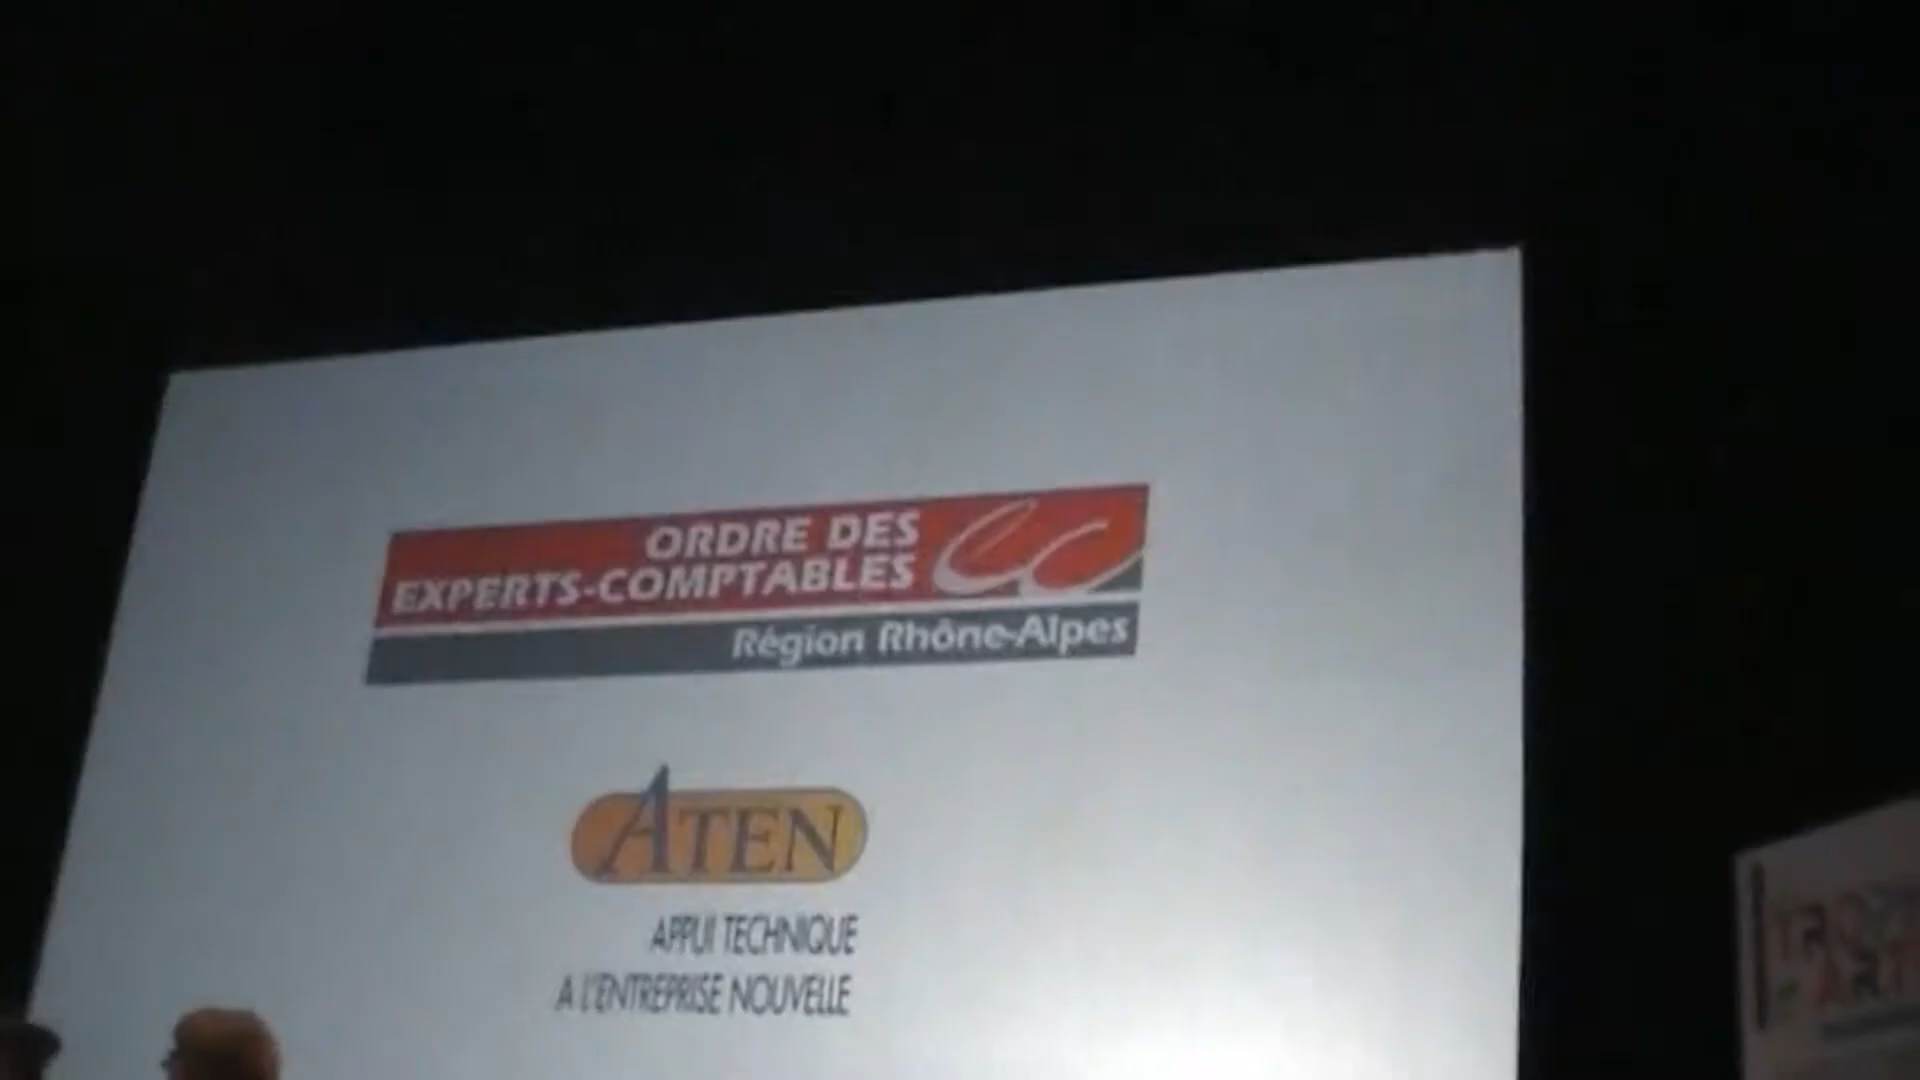 ORDRE DES
EXPERTS-COMPTABLES
Région Rhône-Alpes
ATEN
APPUI TECHNIQUE
A L'ENTREPRISE NOUVELLE